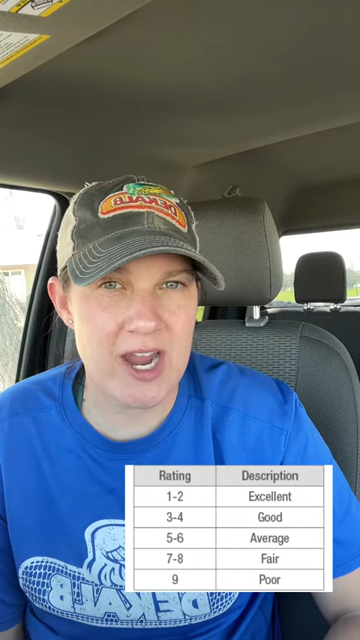 DEKALB
Rating Description
1-2 Excellent
3-4 Good
5-6 Average
7-8 Fair
9 Poor
DEKALB